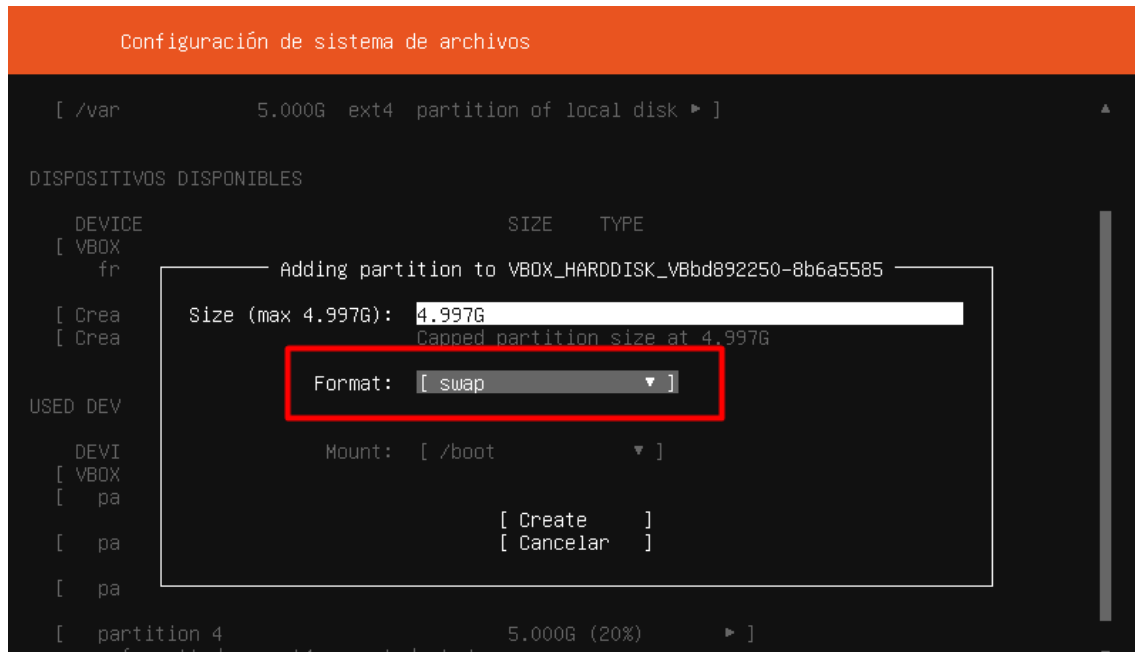 Configuración de sistema de archivos
[ /var 5.000G ext4 partition of local disk ► ]
DISPOSITIVOS DISPONIBLES
DEVICE SIZE TYPE
[ VBOX
fr
Adding partition to VBOX_HARDDISK_VBbd892250-8b6a5585
[ Crea
Size (max 4.997G): 4.997G
[ Crea
Capped partition size at 4.997G
Format: [ swap ▼ ]
USED DEV
DEVI
Mount: [ /boot ▼ ]
[ VBOX
[ pa
[ Create ]
[ pa
[ Cancelar ]
[ pa
[ partition 4 5.000G (20%) ► ]